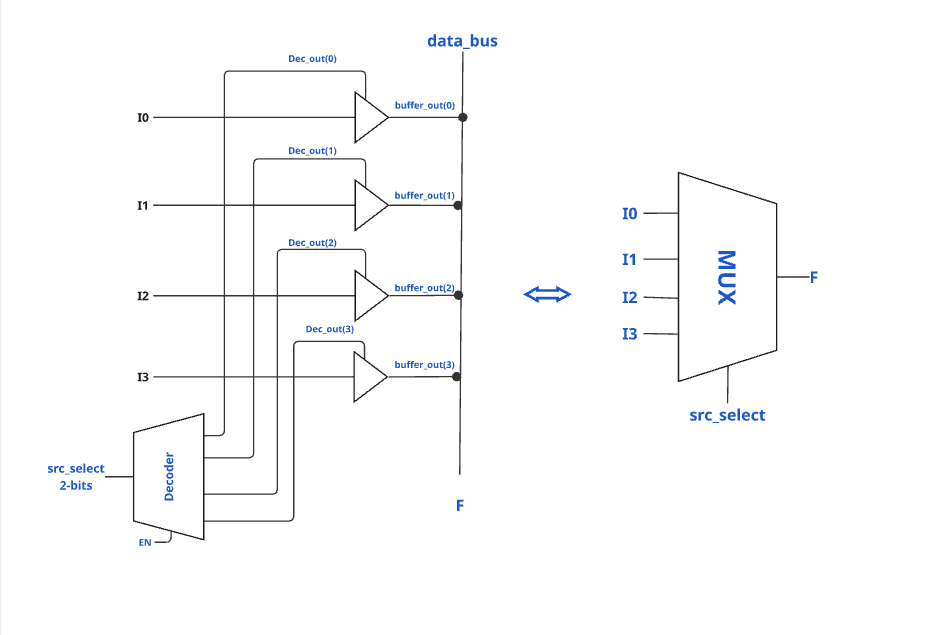 data_bus
Dec_out(0)
buffer_out(0)
I0
Dec_out(1)
buffer_out(1)
I1
Dec_out(2)
buffer_out(2)
I2
Dec_out(3)
buffer_out(3)
I3
src_select
2-bits
Decoder
EN
F
I0
I1
I2
I3
MUX
F
src_select